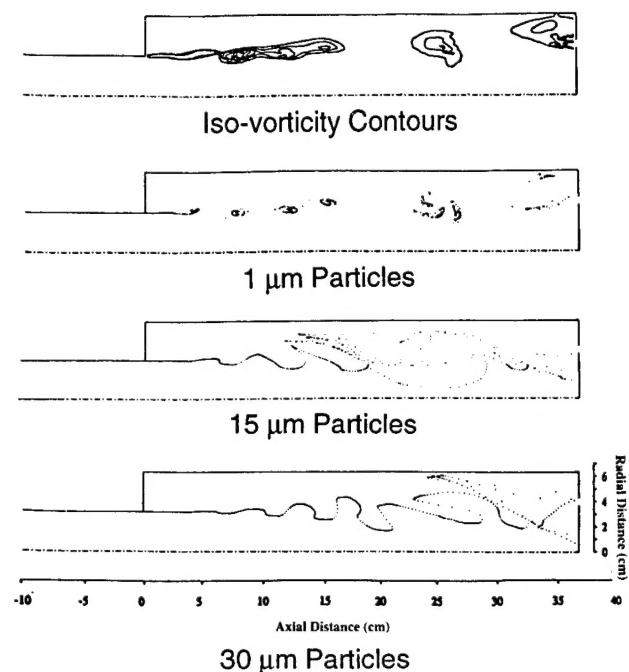 Iso-vorticity Contours
1 μm Particles
15 μm Particles
6
4
2
0
Radial Distance (cm)
-10 -5 0 5 10 15 20 25 30 35 40
Axial Distance (cm)
30 μm Particles